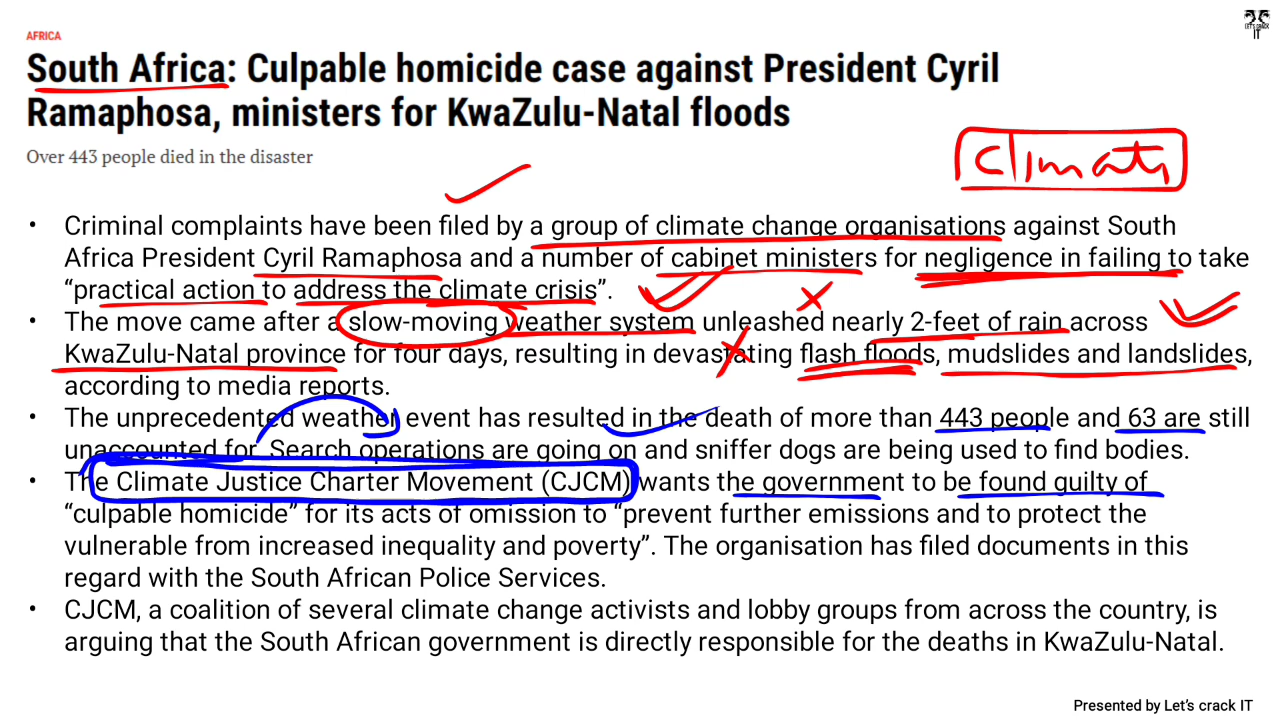 LET'S CRACK
IT
AFRICA
South Africa: Culpable homicide case against President Cyril
Ramaphosa, ministers for KwaZulu-Natal floods
Over 443 people died in the disaster
Climate
• Criminal complaints have been filed by a group of climate change organisations against South
Africa President Cyril Ramaphosa and a number of cabinet ministers for negligence in failing to take
“practical action to address the climate crisis”.
• The move came after a slow-moving weather system unleashed nearly 2-feet of rain across
KwaZulu-Natal province for four days, resulting in devastating flash floods, mudslides and landslides,
according to media reports.
• The unprecedented weather event has resulted in the death of more than 443 people and 63 are still
unaccounted for. Search operations are going on and sniffer dogs are being used to find bodies.
• The Climate Justice Charter Movement (CJCM) wants the government to be found guilty of
“culpable homicide” for its acts of omission to “prevent further emissions and to protect the
vulnerable from increased inequality and poverty”. The organisation has filed documents in this
regard with the South African Police Services.
• CJCM, a coalition of several climate change activists and lobby groups from across the country, is
arguing that the South African government is directly responsible for the deaths in KwaZulu-Natal.
Presented by Let’s crack IT